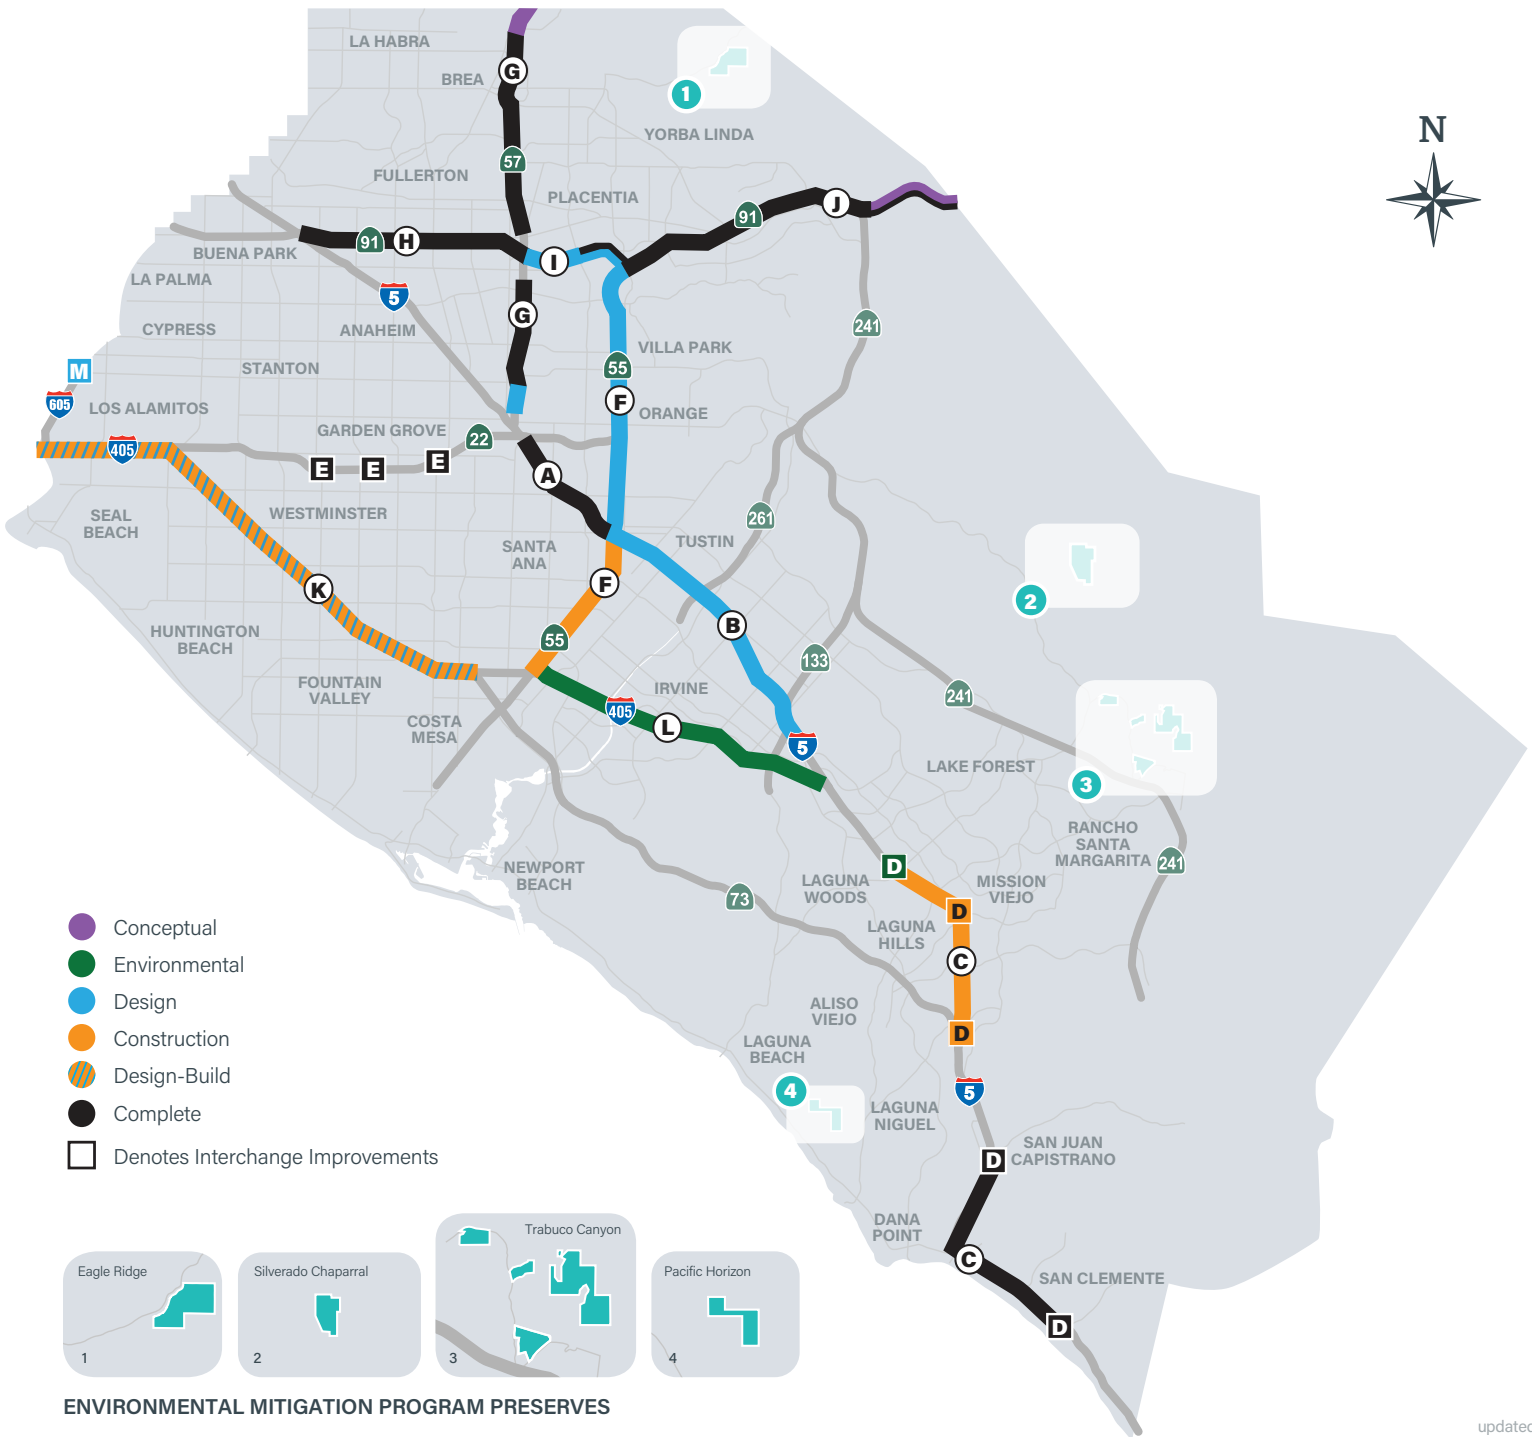 LA HABRA
G
BREA
1
N
YORBA LINDA
57
FULLERTON
PLACENTIA
J
91
91
H
BUENA PARK
I
LA PALMA
5
G
CYPRESS
ANAHEIM
241
VILLA PARK
M
STANTON
55
605
LOS ALAMITOS
F
ORANGE
GARDEN GROVE
22
405
E
E
E
A
SEAL
BEACH
WESTMINSTER
261
SANTA
ANA
TUSTIN
K
F
2
B
HUNTINGTON
BEACH
55
133
FOUNTAIN
VALLEY
IRVINE
241
405
COSTA
MESA
L
5
LAKE FOREST
3
RANCHO
SANTA
MARGARITA
241
D
NEWPORT
BEACH
LAGUNA
WOODS
MISSION
VIEJO
73
D
LAGUNA
HILLS
C
ALISO
VIEJO
D
LAGUNA
BEACH
4
5
LAGUNA
NIGUEL
D
SAN JUAN
CAPISTRANO
DANA
POINT
C
SAN CLEMENTE
D
Conceptual
Environmental
Design
Construction
Design-Build
Complete
Denotes Interchange Improvements
Eagle Ridge
1
Silverado Chaparral
2
Trabuco Canyon
3
Pacific Horizon
4
ENVIRONMENTAL MITIGATION PROGRAM PRESERVES
updated